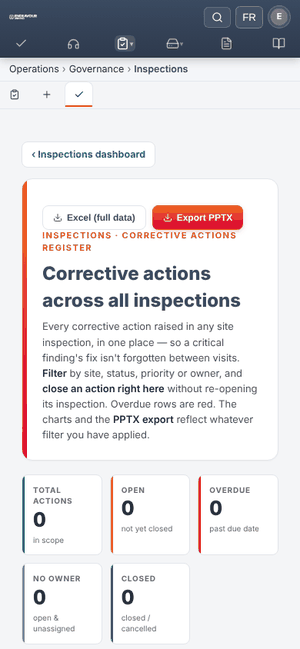 FR
E
Operations › Governance › Inspections
‹ Inspections dashboard
Excel (full data)
Export PPTX
INSPECTIONS · CORRECTIVE ACTIONS
REGISTER
Corrective actions
across all inspections
Every corrective action raised in any site
inspection, in one place — so a critical
finding's fix isn't forgotten between visits.
Filter by site, status, priority or owner, and
close an action right here without re-opening
its inspection. Overdue rows are red. The
charts and the PPTX export reflect whatever
filter you have applied.
TOTAL
ACTIONS
0
in scope
OPEN
0
not yet closed
OVERDUE
0
past due date
NO OWNER
0
open &
unassigned
CLOSED
0
closed /
cancelled